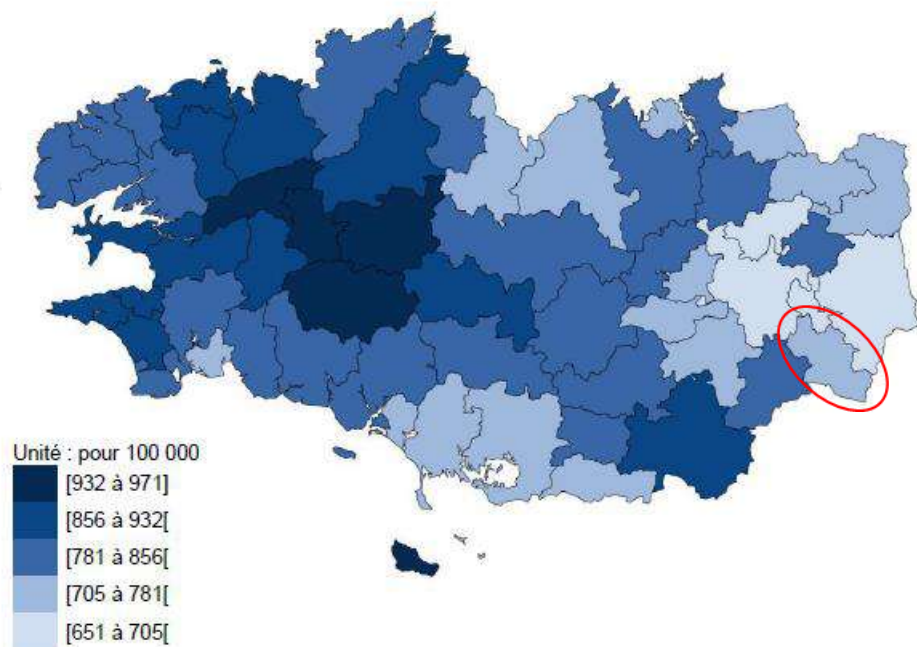 Unité : pour 100 000
[932 à 971]
[856 à 932[
[781 à 856[
[705 à 781[
[651 à 705[